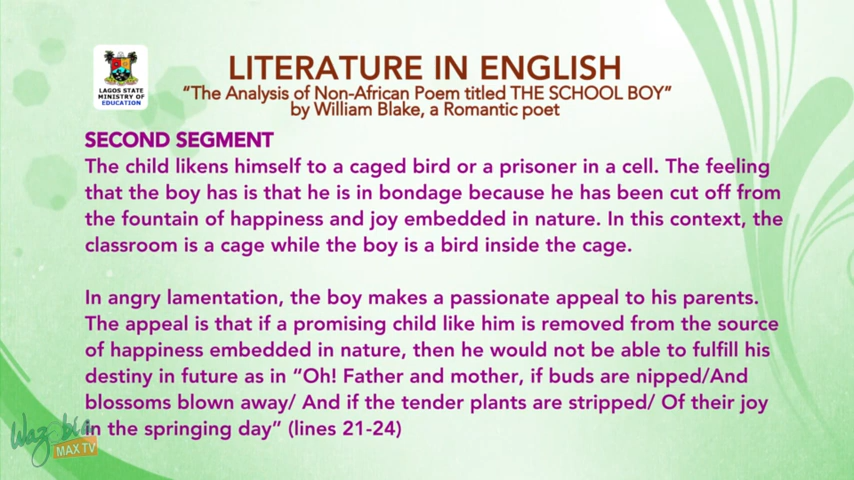 LAGOS STATE
MINISTRY OF
EDUCATION
LITERATURE IN ENGLISH
“The Analysis of Non-African Poem titled THE SCHOOL BOY”
by William Blake, a Romantic poet
SECOND SEGMENT
The child likens himself to a caged bird or a prisoner in a cell. The feeling
that the boy has is that he is in bondage because he has been cut off from
the fountain of happiness and joy embedded in nature. In this context, the
classroom is a cage while the boy is a bird inside the cage.
In angry lamentation, the boy makes a passionate appeal to his parents.
The appeal is that if a promising child like him is removed from the source
of happiness embedded in nature, then he would not be able to fulfill his
destiny in future as in “Oh! Father and mother, if buds are nipped/And
blossoms blown away/ And if the tender plants are stripped/ Of their joy
in the springing day” (lines 21-24)
Wazobia
MAX TV